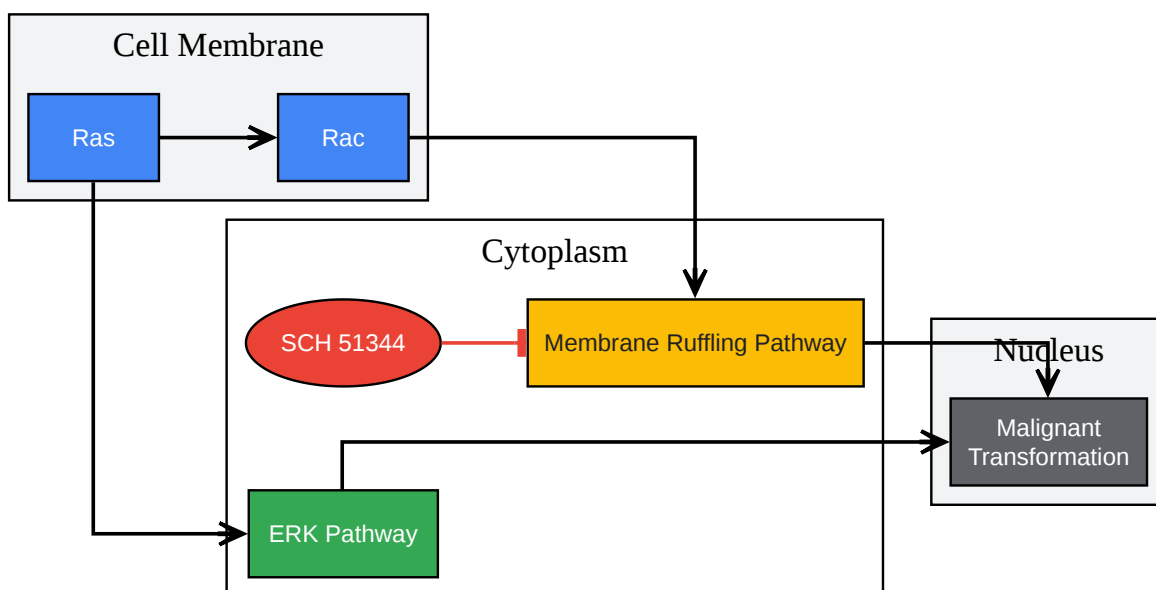 Cell Membrane
Ras
Rac
Cytoplasm
SCH 51344
Membrane Ruffling Pathway
Nucleus
Malignant
Transformation
ERK Pathway